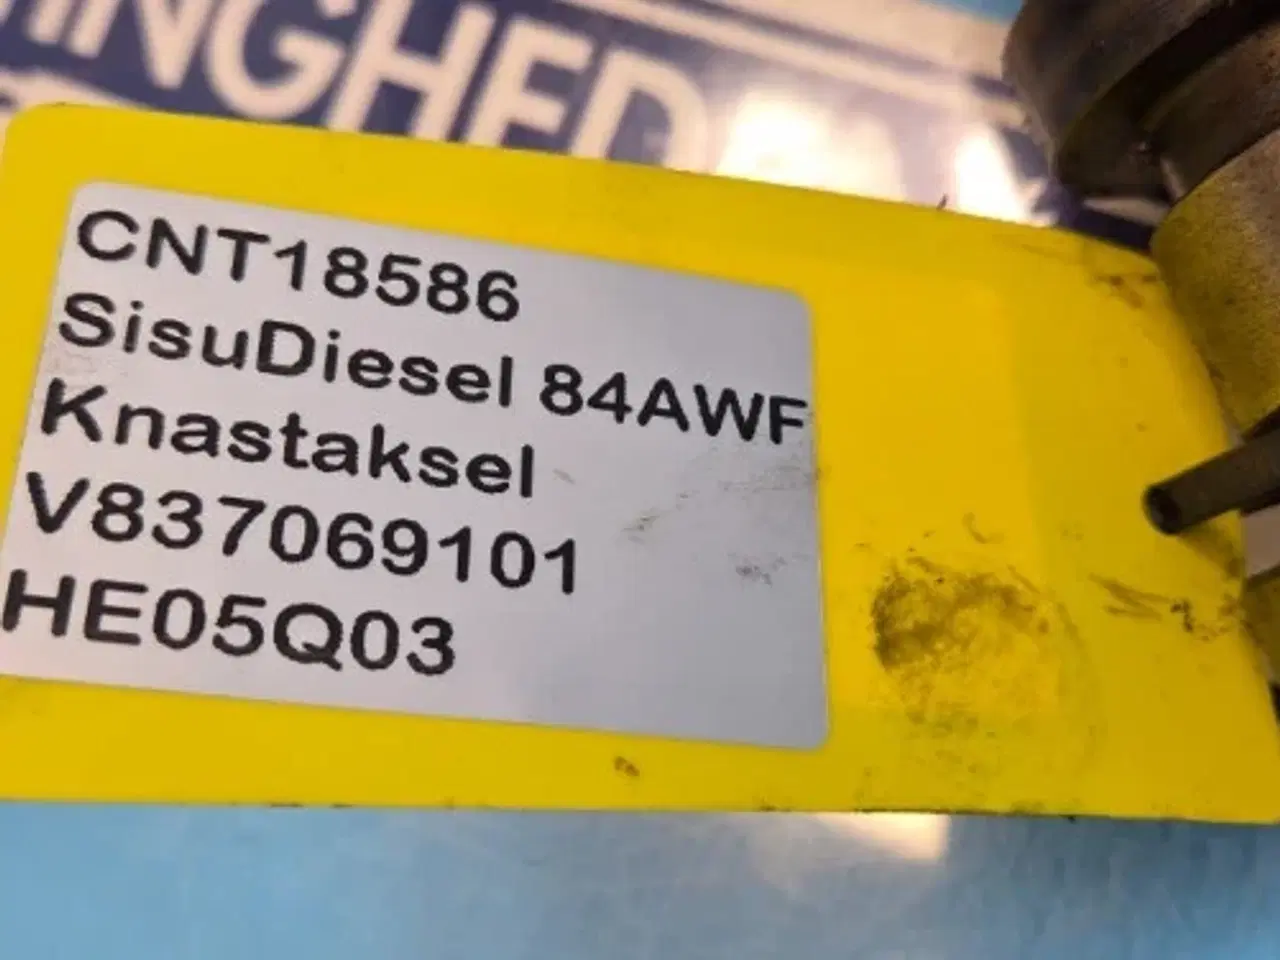 CNT18586
SisuDiesel 84AWF
Knastaksel
V837069101
HE05Q03